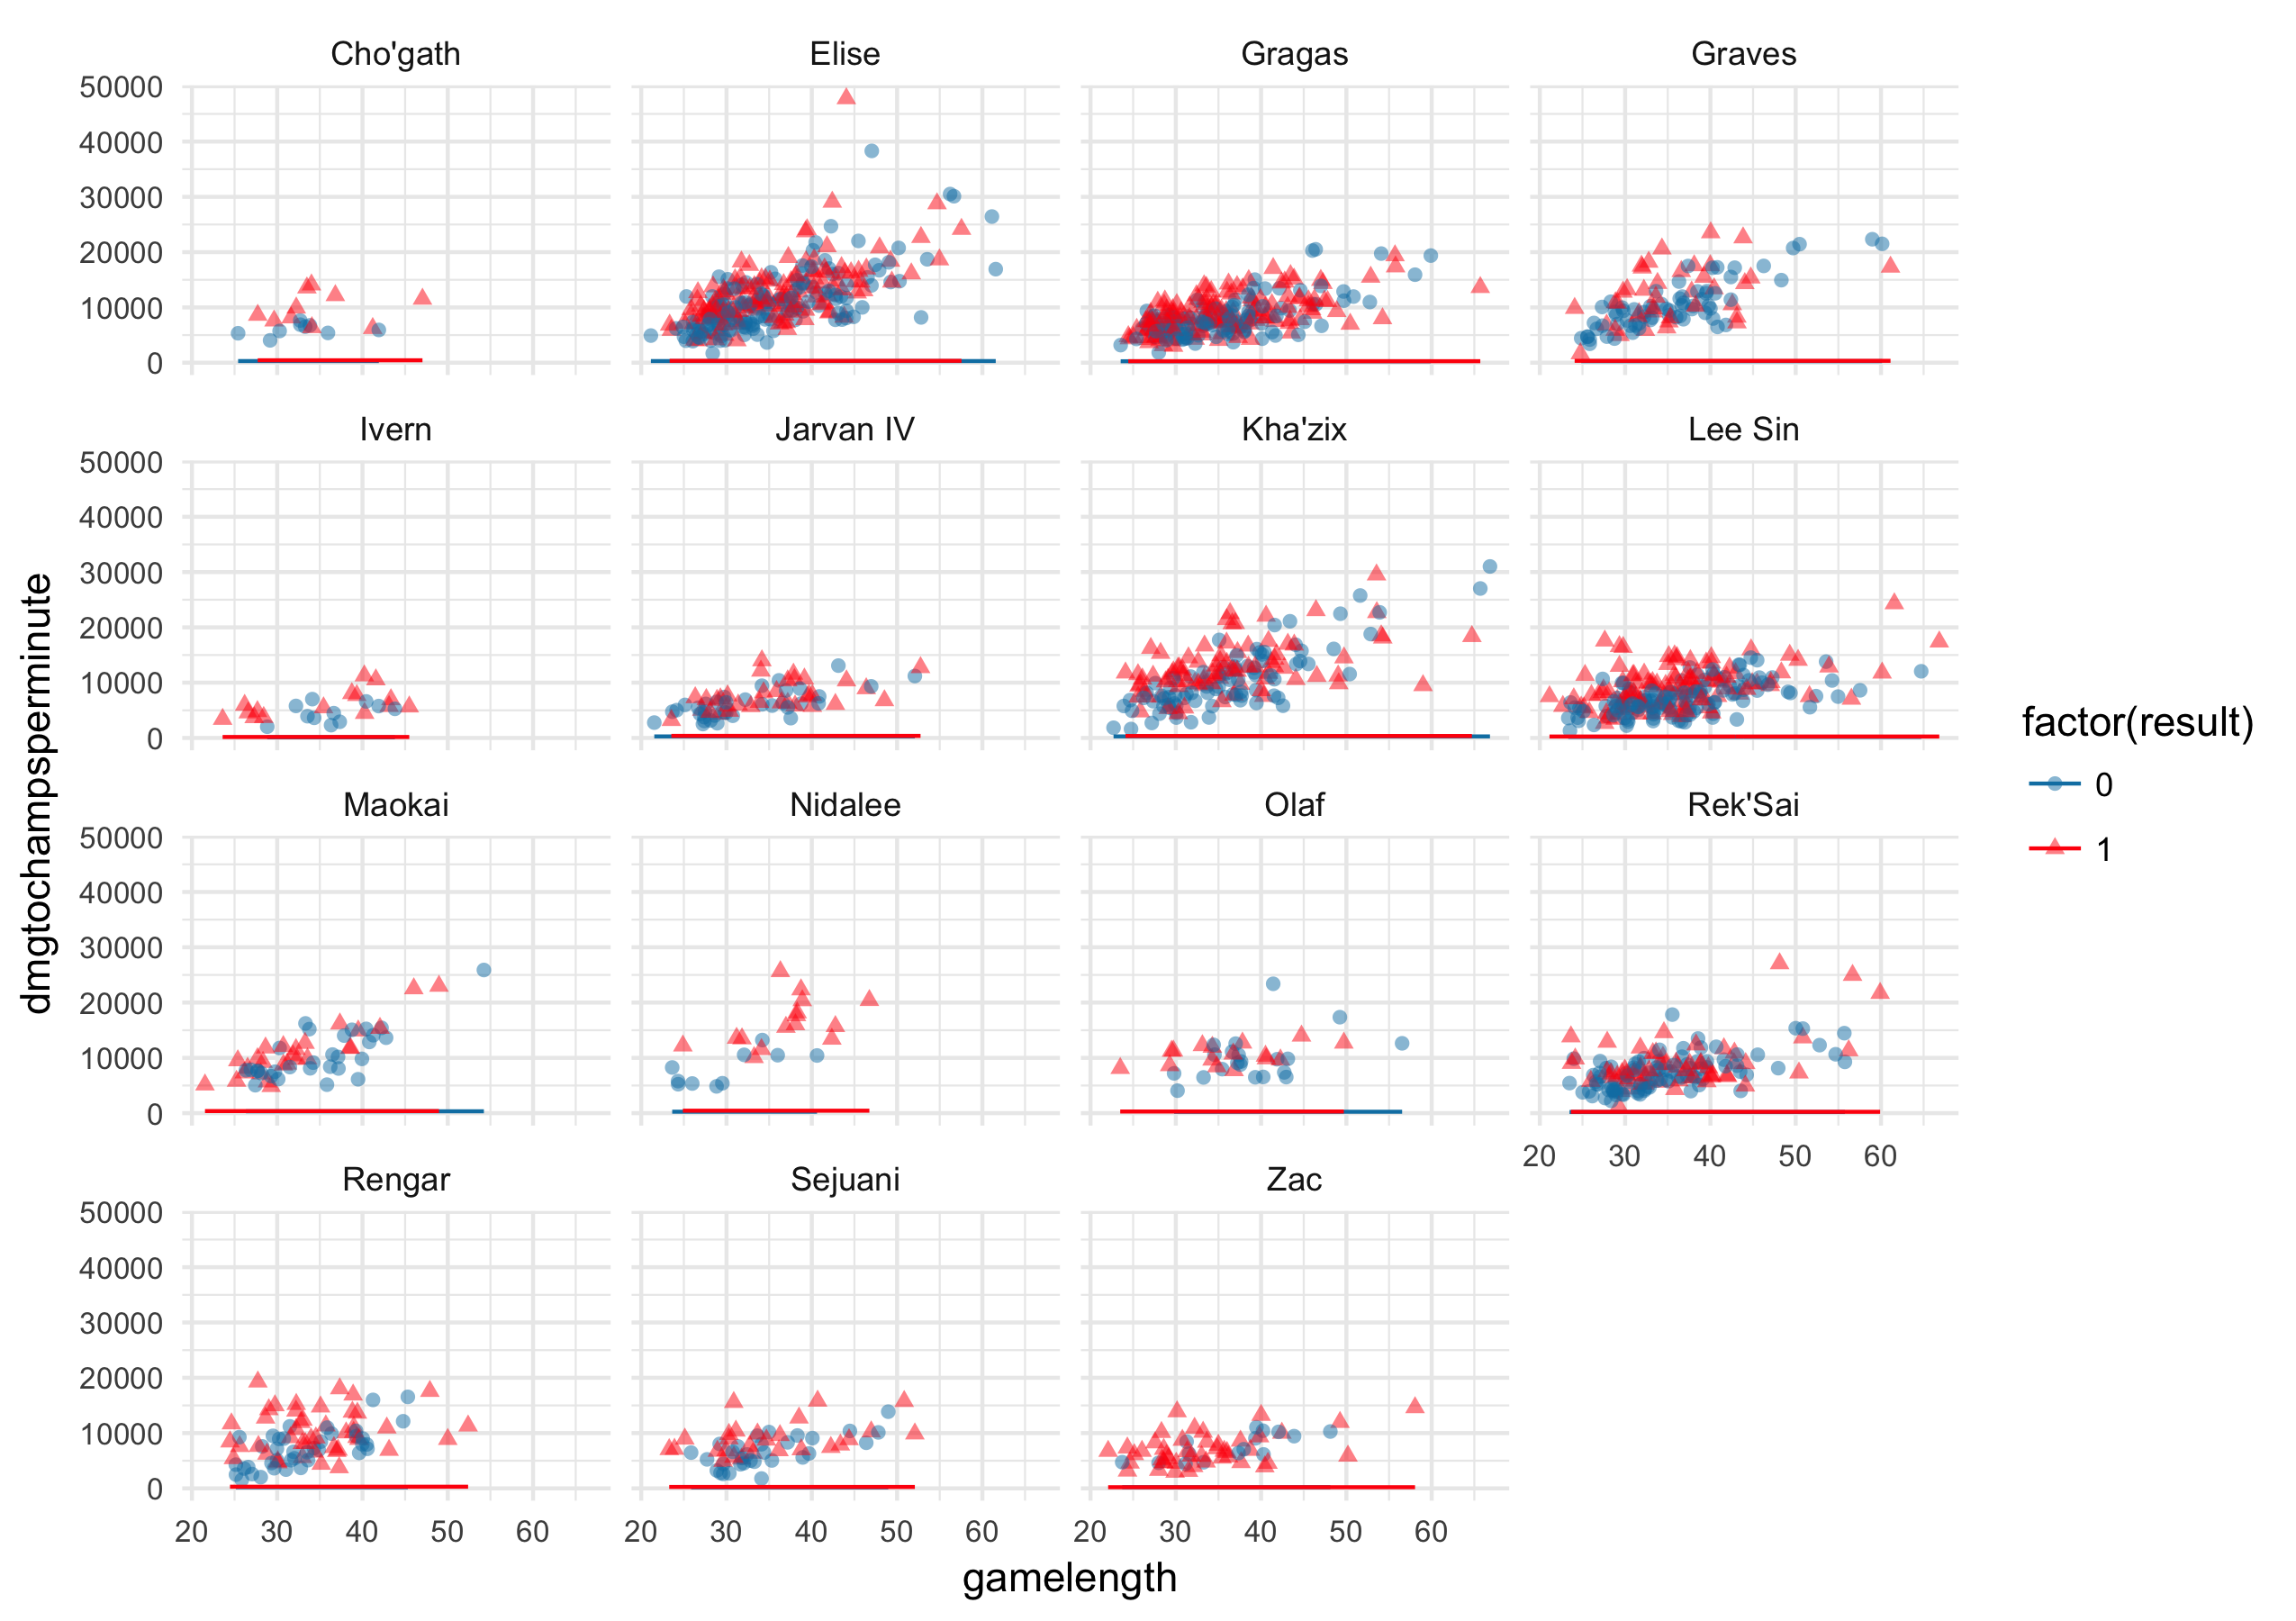 Cho'gath Elise Gragas Graves
50000
40000
30000
20000
10000
0
Ivern Jarvan IV Kha'zix Lee Sin
50000
40000
30000
20000
10000
0
Maokai Nidalee Olaf Rek'Sai
50000
40000
30000
20000
10000
0
20 30 40 50 60
Rengar Sejuani Zac
50000
40000
30000
20000
10000
0
20 30 40 50 60 20 30 40 50 60 20 30 40 50 60
gamelength
dmgtochampsperminute
factor(result)
0
1